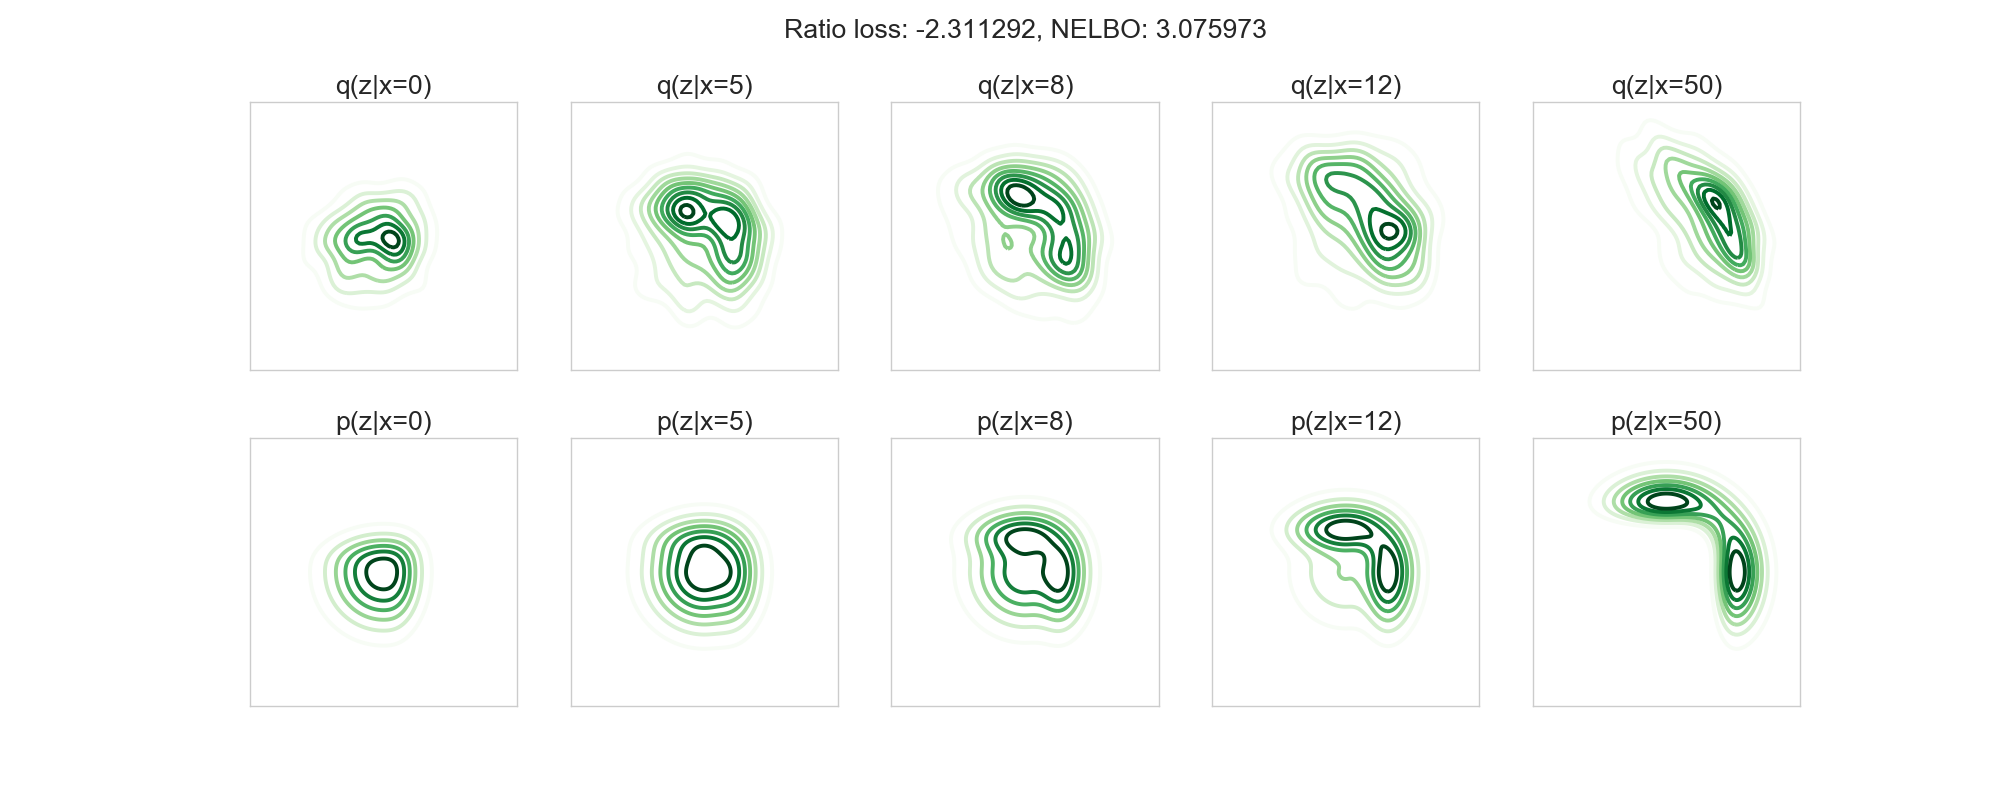 Ratio loss: -2.311292, NELBO: 3.075973
q(z|x=0) q(z|x=5) q(z|x=8) q(z|x=12) q(z|x=50)
p(z|x=0) p(z|x=5) p(z|x=8) p(z|x=12) p(z|x=50)